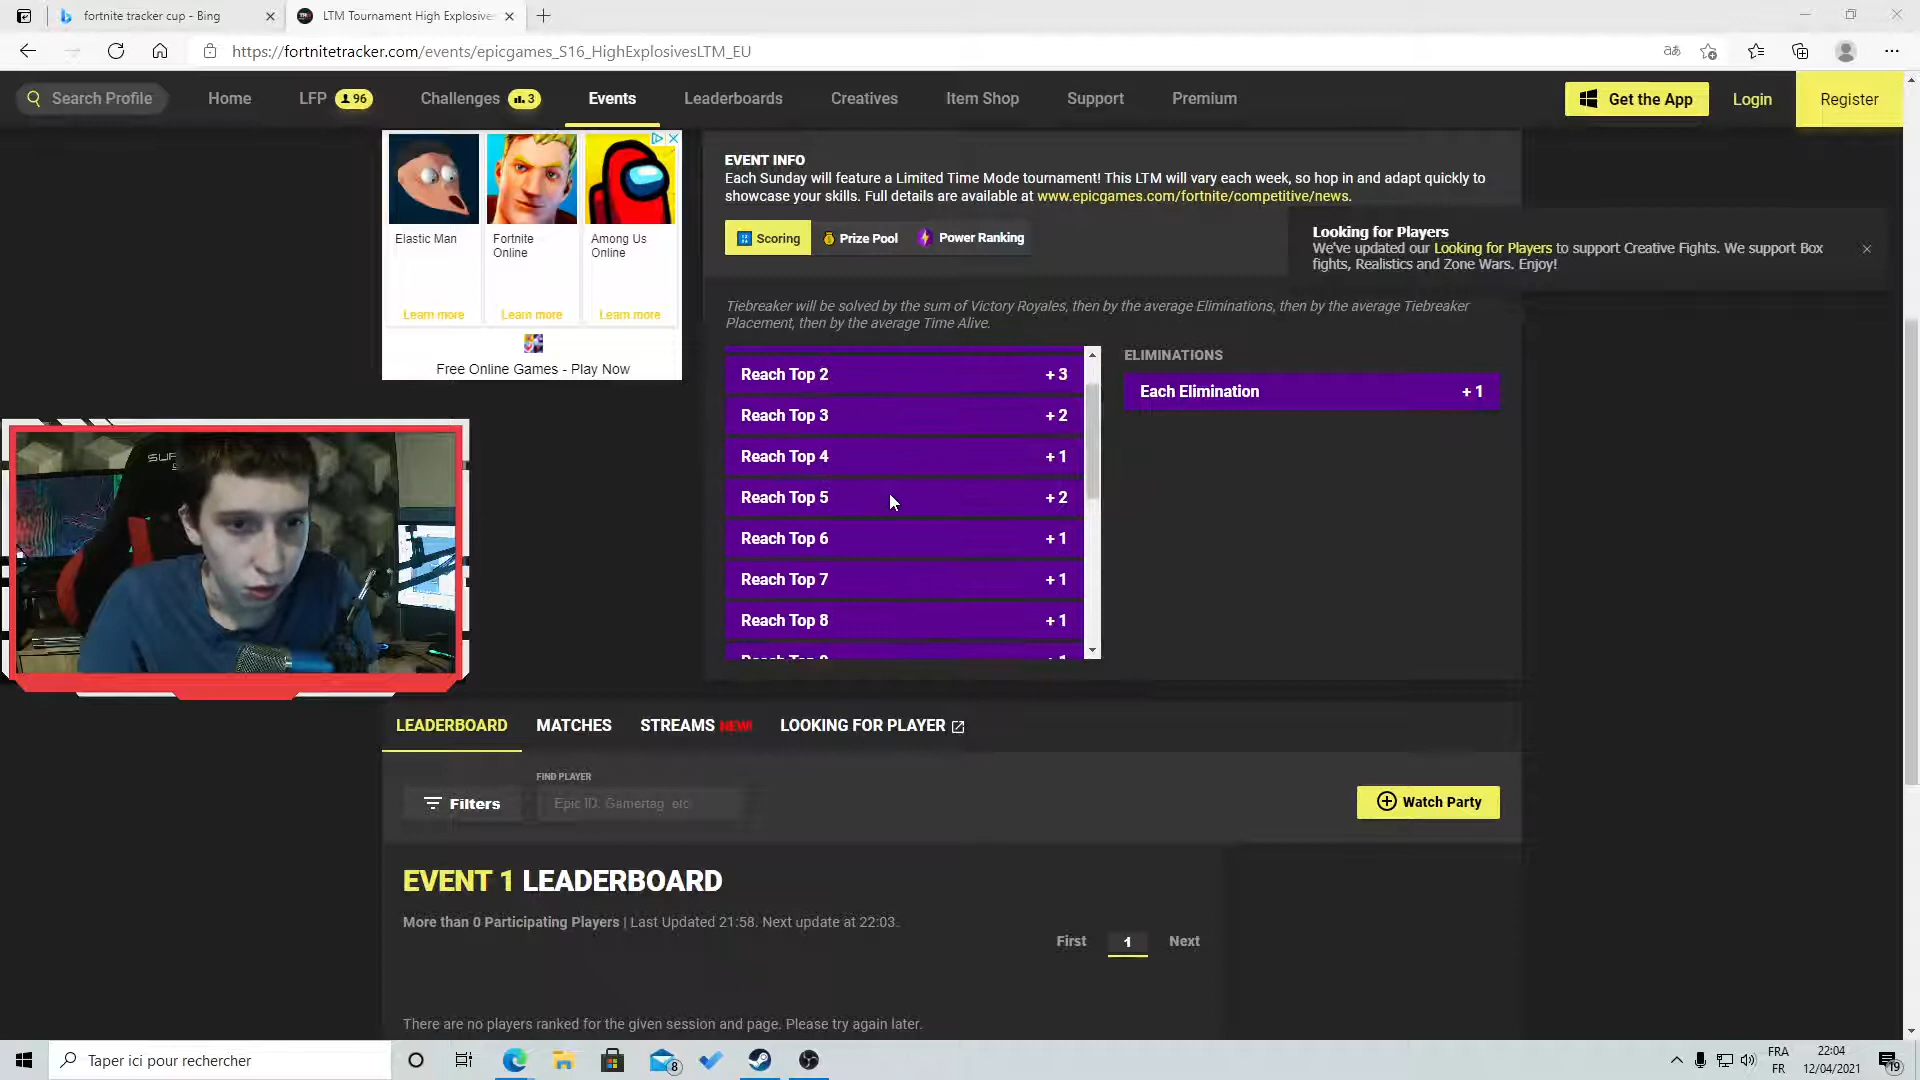 fortnite tracker cup - Bing
LTM Tournament High Explosives
https://fortnitetracker.com/events/epicgames_S16_HighExplosivesLTM_EU
Search Profile
Home
LFP 96
Challenges 3
Events
Leaderboards
Creatives
Item Shop
Support
Premium
Get the App
Login
Register
Elastic Man
Fortnite Online
Among Us Online
Learn more
Learn more
Learn more
Free Online Games - Play Now
EVENT INFO
Each Sunday will feature a Limited Time Mode tournament! This LTM will vary each week, so hop in and adapt quickly to
showcase your skills. Full details are available at www.epicgames.com/fortnite/competitive/news.
Scoring
Prize Pool
Power Ranking
Looking for Players
We've updated our Looking for Players to support Creative Fights. We support Box
fights, Realistics and Zone Wars. Enjoy!
Tiebreaker will be solved by the sum of Victory Royales, then by the average Eliminations, then by the average Tiebreaker
Placement, then by the average Time Alive.
Reach Top 2 + 3
Reach Top 3 + 2
Reach Top 4 + 1
Reach Top 5 + 2
Reach Top 6 + 1
Reach Top 7 + 1
Reach Top 8 + 1
ELIMINATIONS
Each Elimination + 1
LEADERBOARD
MATCHES
STREAMS NEW!
LOOKING FOR PLAYER
FIND PLAYER
Filters
Epic ID, Gamertag, etc
Watch Party
EVENT 1 LEADERBOARD
More than 0 Participating Players | Last Updated 21:58. Next update at 22:03.
First 1 Next
There are no players ranked for the given session and page. Please try again later.
Taper ici pour rechercher
8
FRA
FR
22:04
12/04/2021
19